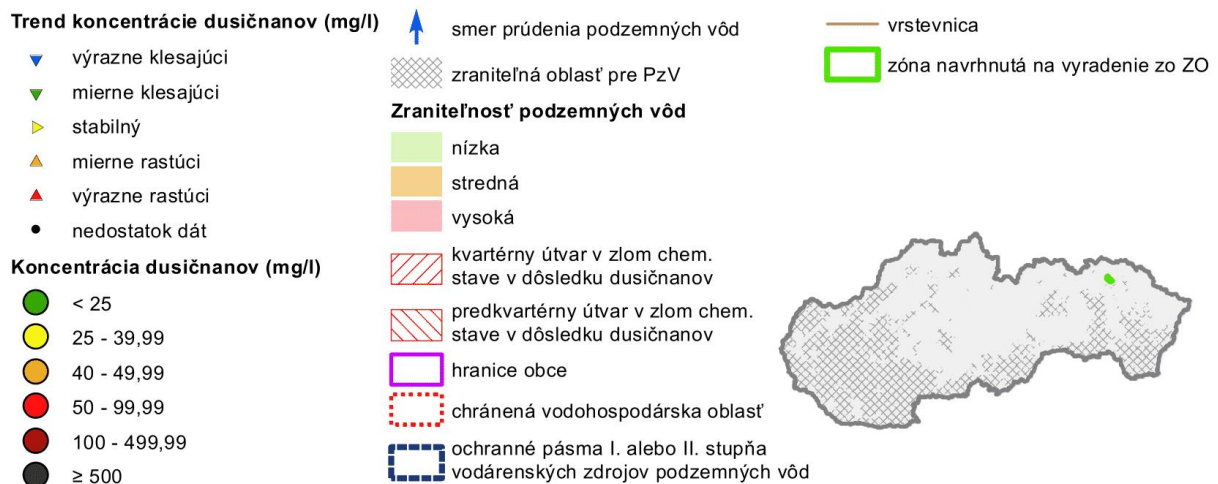 Trend koncentrácie dusičnanov (mg/l)
výrazne klesajúci
mierne klesajúci
stabilný
mierne rastúci
výrazne rastúci
nedostatok dát
Koncentrácia dusičnanov (mg/l)
< 25
25 - 39,99
40 - 49,99
50 - 99,99
100 - 499,99
≥ 500
smer prúdenia podzemných vôd
zraniteľná oblasť pre PzV
Zraniteľnosť podzemných vôd
nízka
stredná
vysoká
kvartérny útvar v zlom chem.
stave v dôsledku dusičnanov
predkvartérny útvar v zlom chem.
stave v dôsledku dusičnanov
hranice obce
chránená vodohospodárska oblasť
ochranné pásma I. alebo II. stupňa
vodárenských zdrojov podzemných vôd
vrstevnica
zóna navrhnutá na vyradenie zo ZO